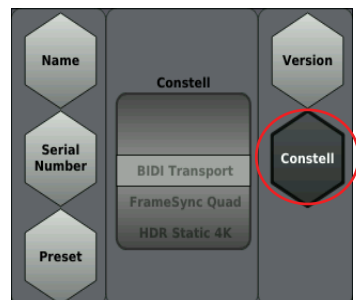 Name
Serial
Number
Preset
Constell
BIDI Transport
FrameSync Quad
HDR Static 4K
Version
Constell